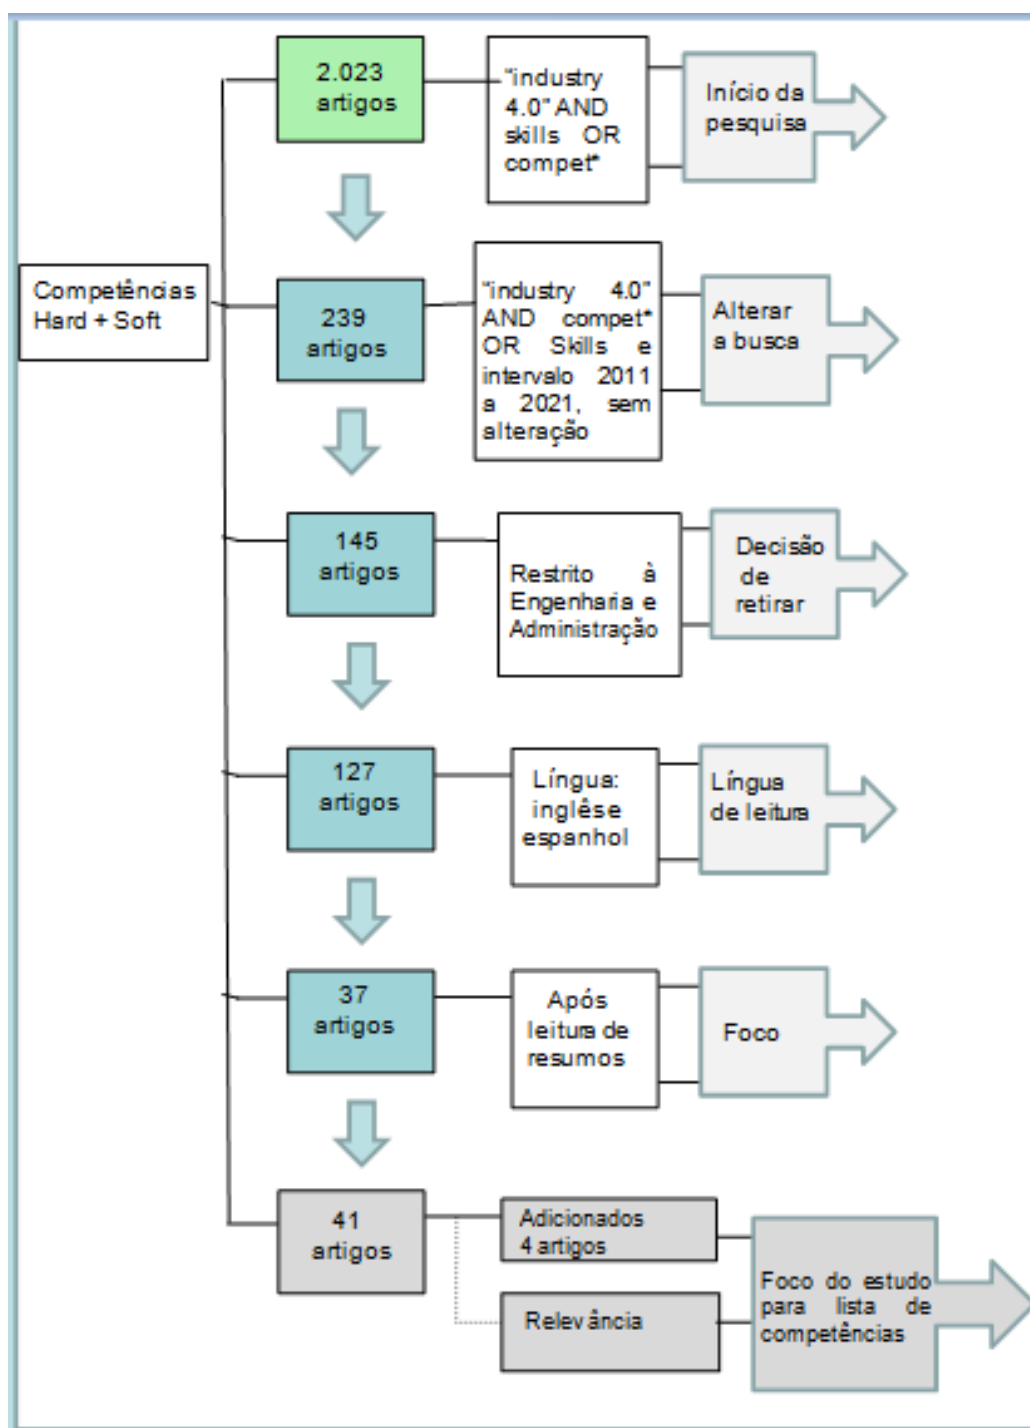 2.023
artigos
"industry
4.0" AND
skills OR
compet*
Início da
pesquisa
Competências
Hard + Soft
239
artigos
"industry 4.0"
AND compet*
OR Skills e
intervalo 2011
a 2021, sem
alteração
Alterar
a busca
145
artigos
Restrito à
Engenharia e
Administração
Decisão
de
retirar
127
artigos
Língua:
inglês e
espanhol
Língua
de leitura
37
artigos
Após
leitura de
resumos
Foco
41
artigos
Adicionados
4 artigos
Relevância
Foco do estudo
para lista de
competências